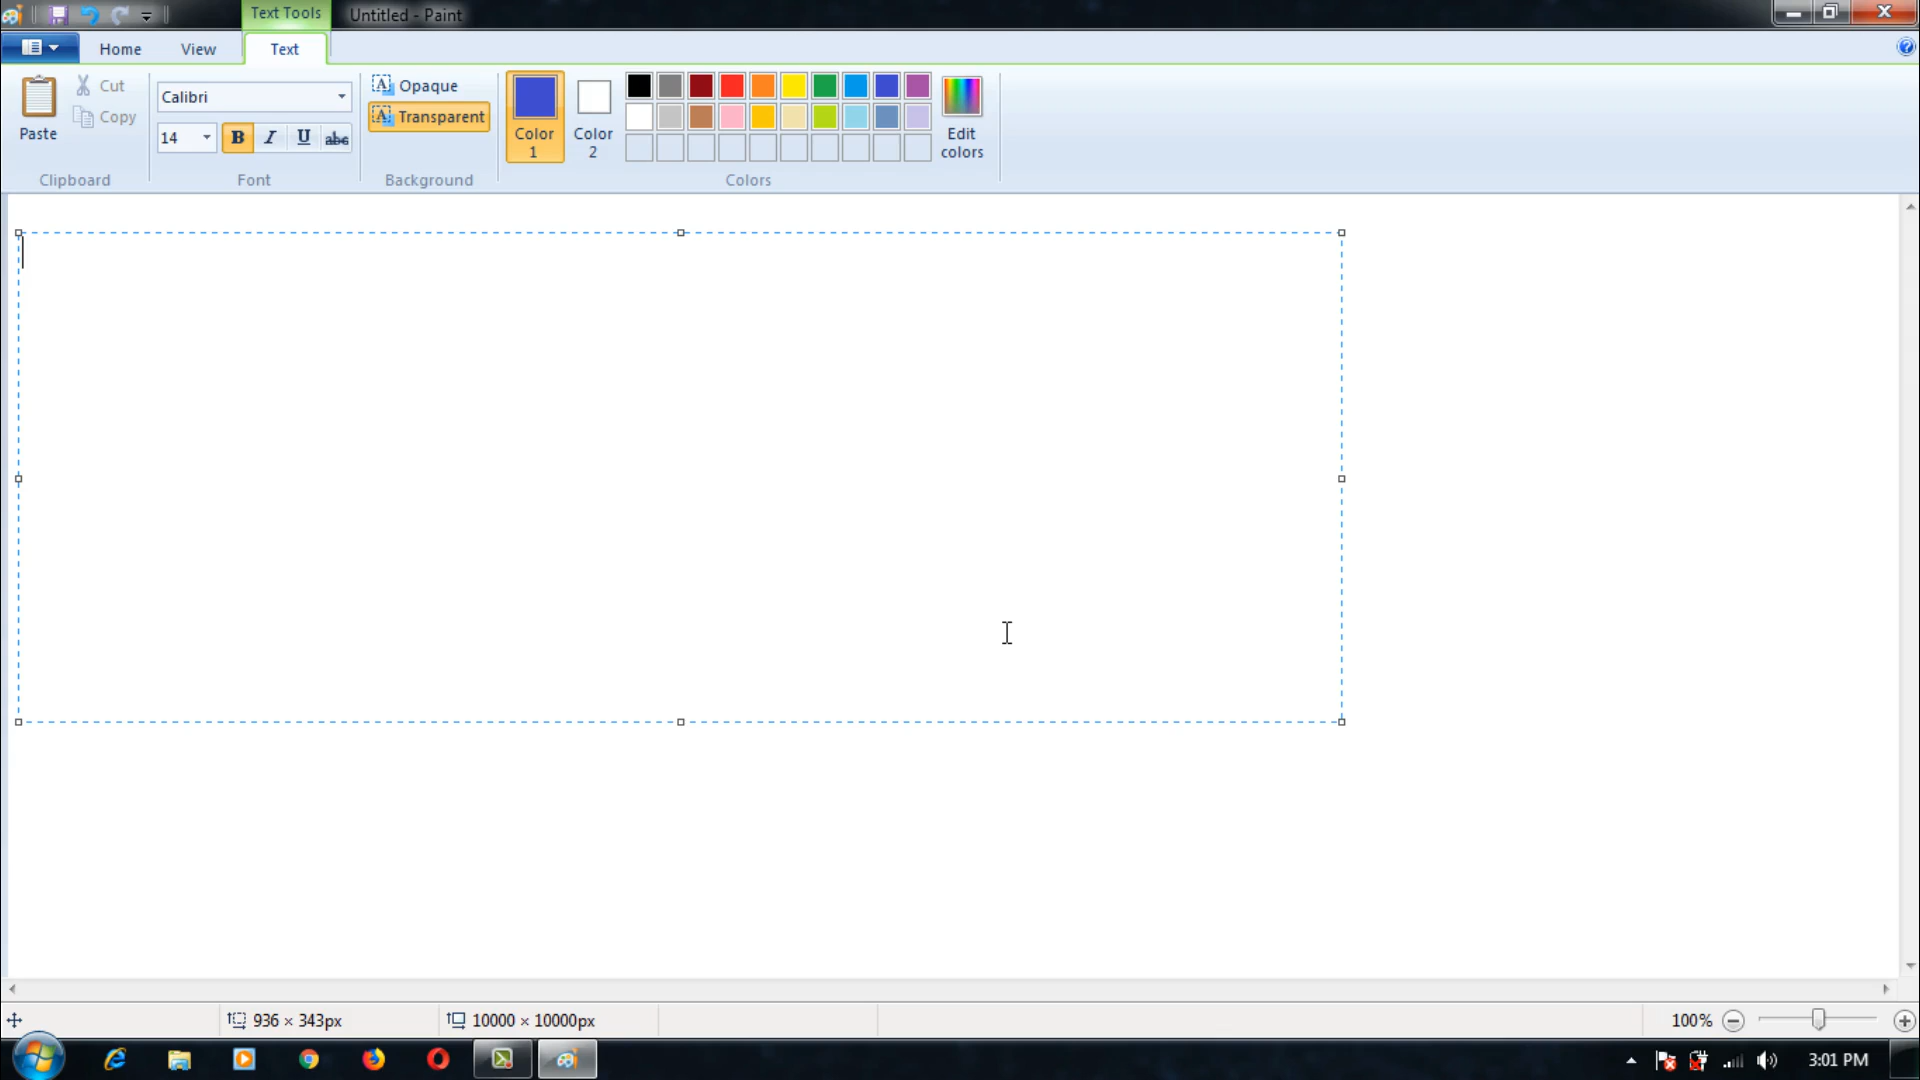 Text Tools Untitled - Paint
Home View Text
Cut
Copy
Paste
Clipboard
Calibri
14 B I U abc
Font
Opaque
Transparent
Background
Color 1
Color 2
Edit colors
Colors
936 × 343px
10000 × 10000px
100%
3:01 PM